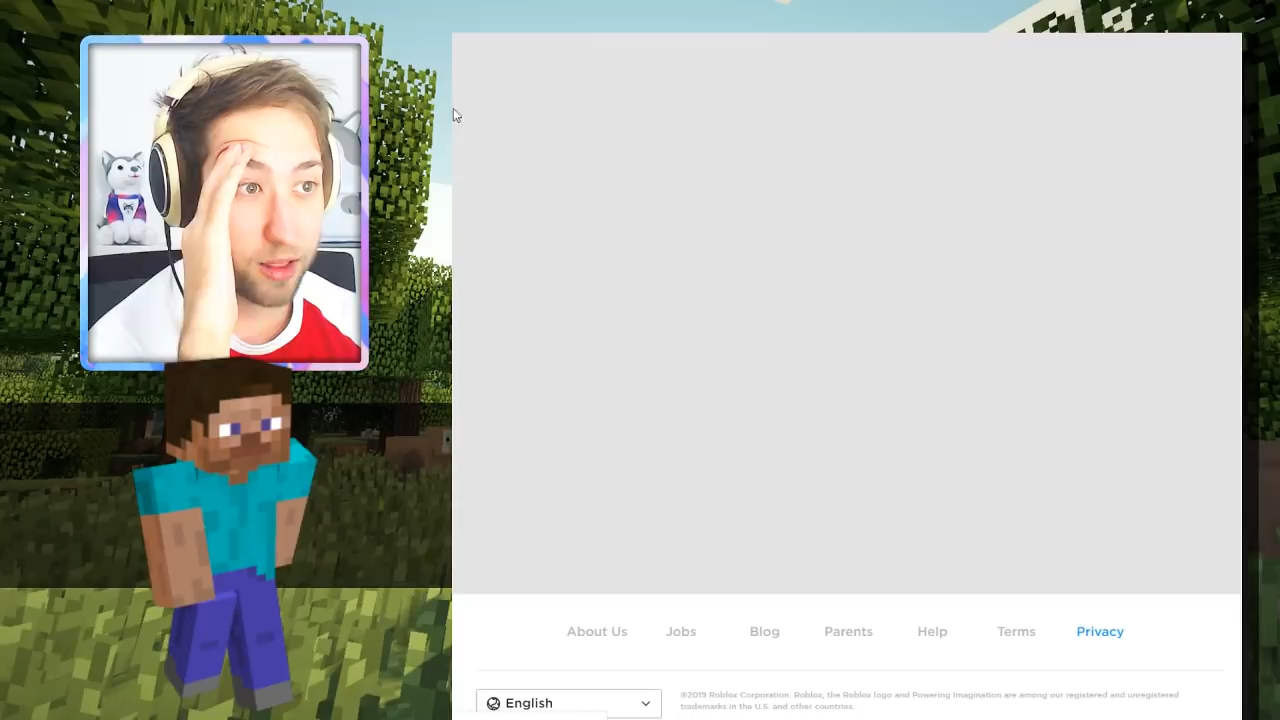 About Us Jobs Blog Parents Help Terms Privacy
English
©2019 Roblox Corporation. Roblox, the Roblox logo and Powering Imagination are among our registered and unregistered
trademarks in the U.S. and other countries.